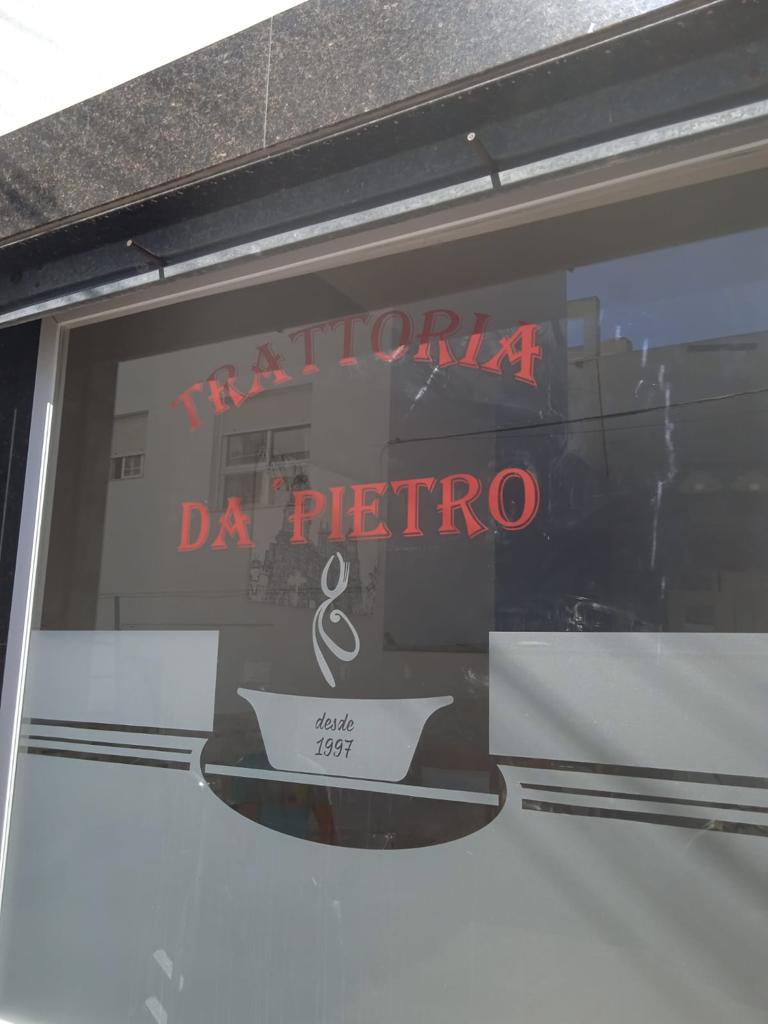 TRATTORIA
DA ´PIETRO
desde
1997